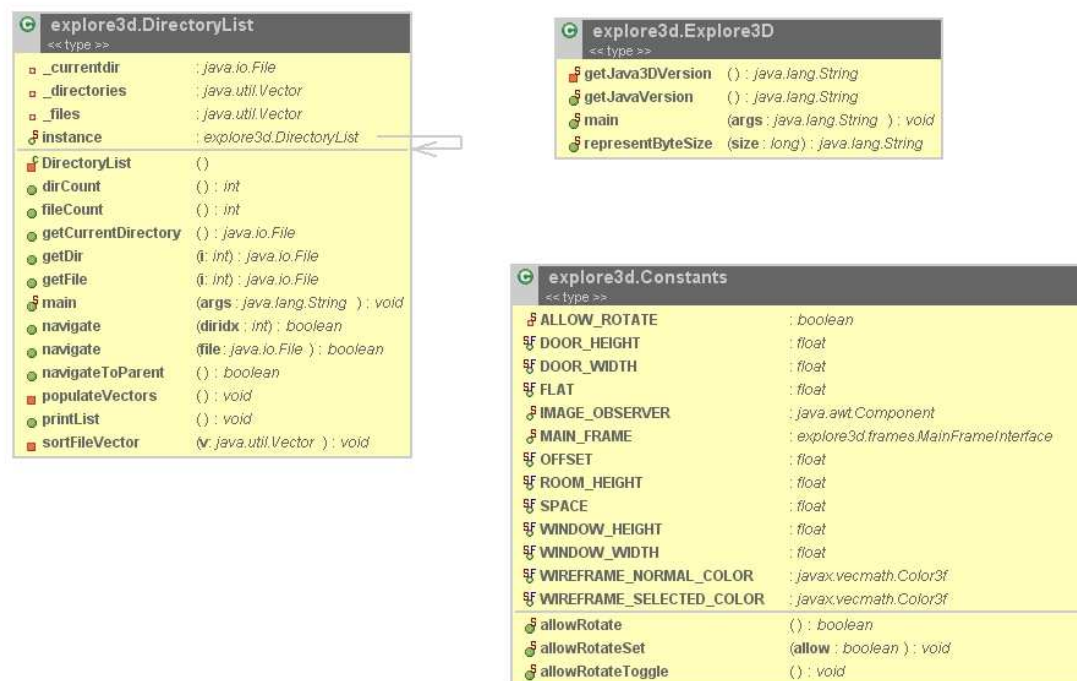 explore3d.DirectoryList
<< type >>
_currentdir : java.io.File
_directories : java.util.Vector
_files : java.util.Vector
instance : explore3d.DirectoryList
DirectoryList ()
dirCount () : int
fileCount () : int
getCurrentDirectory () : java.io.File
getDir (i: int) : java.io.File
getFile (i: int) : java.io.File
main (args : java.lang.String ) : void
navigate (diridx : int) : boolean
navigate (file : java.io.File ) : boolean
navigateToParent () : boolean
populateVectors () : void
printList () : void
sortFileVector (v: java.util.Vector ) : void
explore3d.Explore3D
<< type >>
getJava3DVersion () : java.lang.String
getJavaVersion () : java.lang.String
main (args : java.lang.String ) : void
representByteSize (size : long) : java.lang.String
explore3d.Constants
<< type >>
ALLOW_ROTATE : boolean
DOOR_HEIGHT : float
DOOR_WIDTH : float
FLAT : float
IMAGE_OBSERVER : java.awt.Component
MAIN_FRAME : explore3d.frames.MainFrameInterface
OFFSET : float
ROOM_HEIGHT : float
SPACE : float
WINDOW_HEIGHT : float
WINDOW_WIDTH : float
WIREFRAME_NORMAL_COLOR : javax.vecmath.Color3f
WIREFRAME_SELECTED_COLOR : javax.vecmath.Color3f
allowRotate () : boolean
allowRotateSet (allow : boolean ) : void
allowRotateToggle () : void